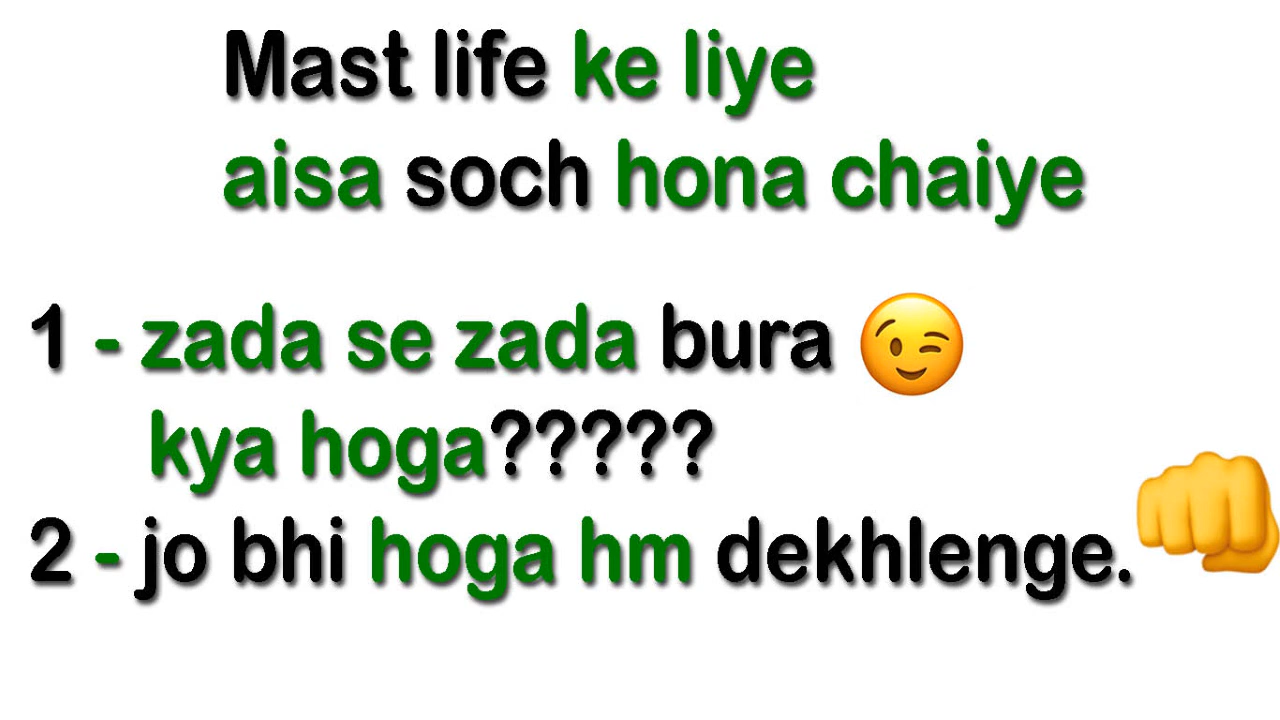 Mast life ke liye
aisa soch hona chaiye
1 - zada se zada bura 😉
kya hoga?????
2 - jo bhi hoga hm dekhlenge. 👊